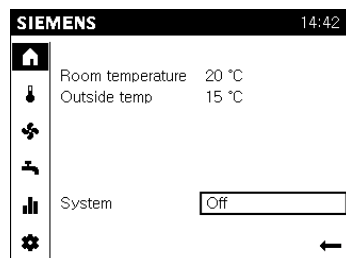 SIEMENS 14:42
Room temperature 20 °C
Outside temp 15 °C
System Off